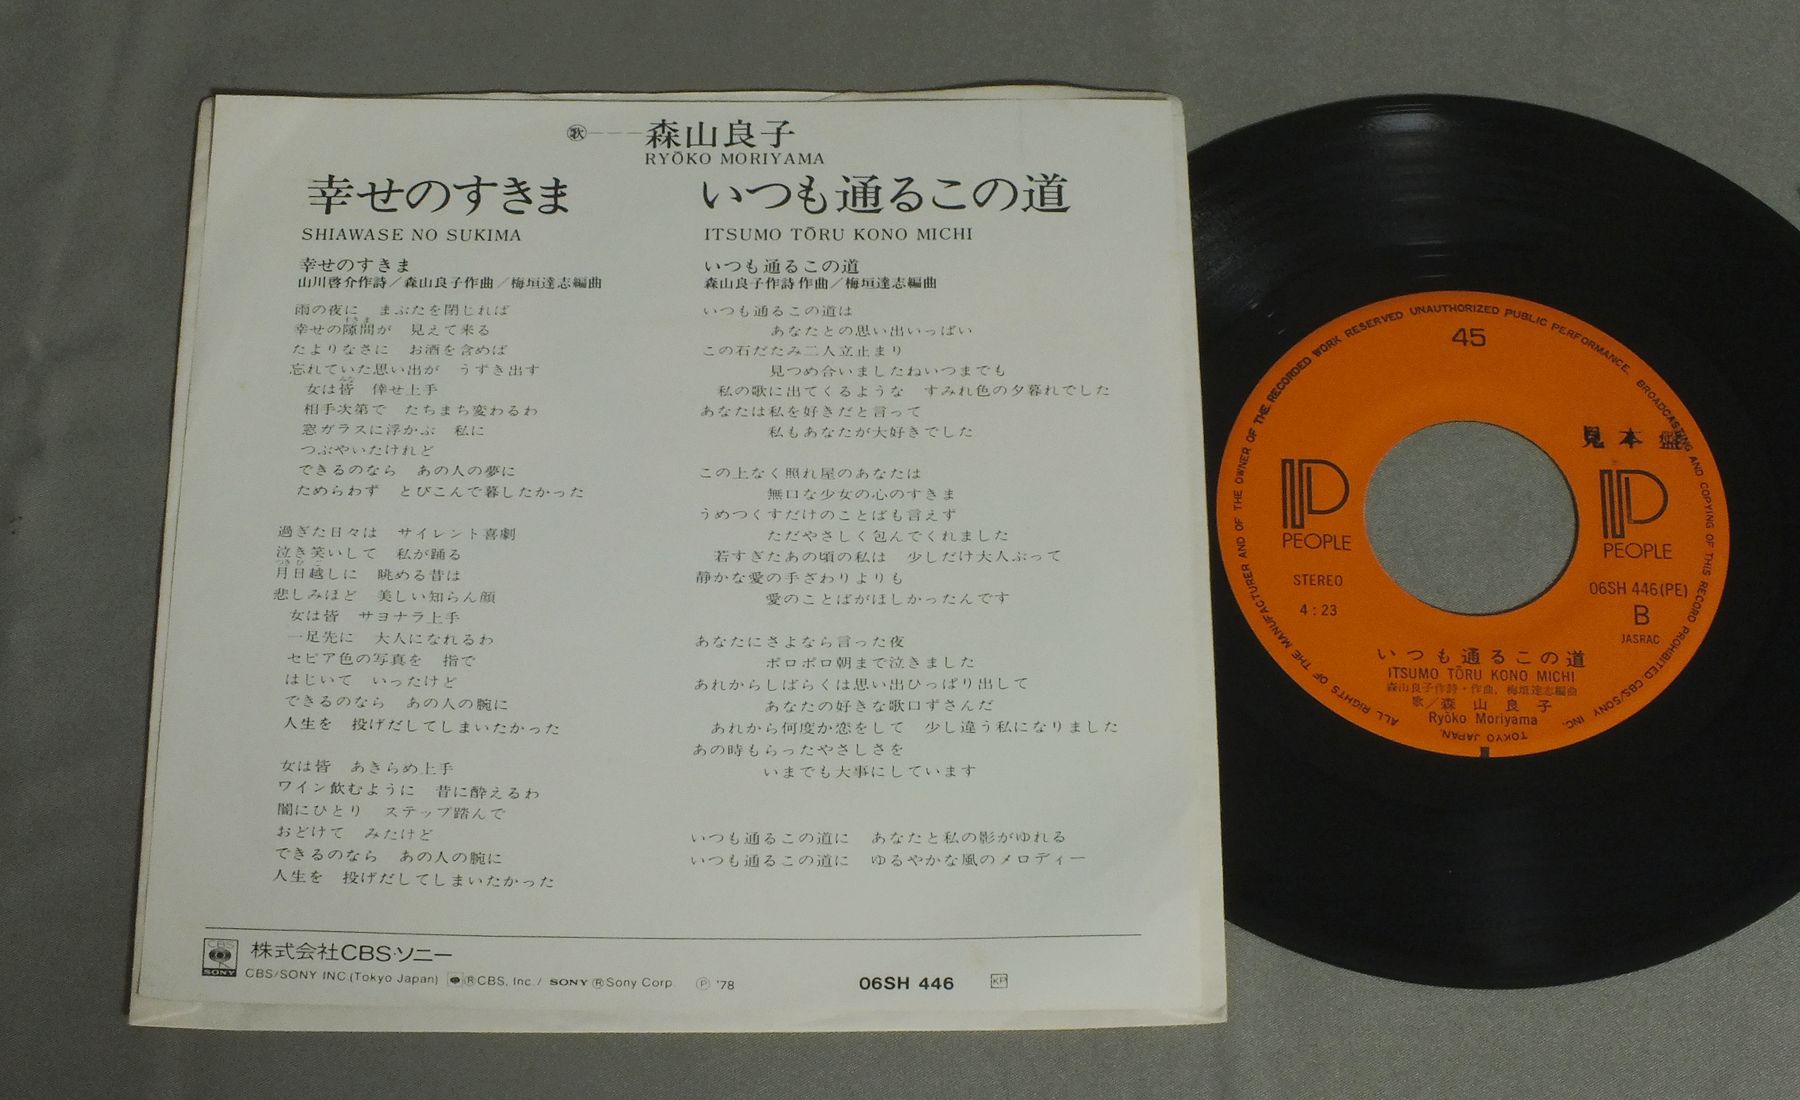 歌---森山良子
RYŌKO MORIYAMA
幸せのすきま
SHIAWASE NO SUKIMA
幸せのすきま
山川啓介作詩/森山良子作曲/梅垣達志編曲
雨の夜に まぶたを閉じれば
幸せの隙間が 見えて来る
たよりなさに お酒を含めば
忘れていた思い出が うずき出す
女は皆 倖せ上手
相手次第で たちまち変わるわ
窓ガラスに浮かぶ 私に
つぶやいたけれど
できるのなら あの人の夢に
ためらわず とびこんで暮したかった
過ぎた日々は サイレント喜劇
泣き笑いして 私が踊る
月日越しに 眺める昔は
悲しみほど 美しい知らん顔
女は皆 サヨナラ上手
一足先に 大人になれるわ
セピア色の写真を 指で
はじいて いったけど
できるのなら あの人の腕に
人生を 投げだしてしまいたかった
女は皆 あきらめ上手
ワイン飲むように 昔に酔えるわ
闇にひとり ステップ踏んで
おどけて みたけど
できるのなら あの人の腕に
人生を 投げだしてしまいたかった
いつも通るこの道
ITSUMO TŌRU KONO MICHI
いつも通るこの道
森山良子作詩作曲/梅垣達志編曲
いつも通るこの道は
あなたとの思い出いっぱい
この石だたみ二人立止まり
見つめ合いましたねいつまでも
私の歌に出てくるような すみれ色の夕暮れでした
あなたは私を好きだと言って
私もあなたが大好きでした
この上なく照れ屋のあなたは
無口な少女の心のすきま
うめつくすだけのことばも言えず
ただやさしく包んでくれました
若すぎたあの頃の私は 少しだけ大人ぶって
静かな愛の手ざわりよりも
愛のことばがほしかったんです
あなたにさよなら言った夜
ポロポロ朝まで泣きました
あれからしばらくは思い出ひっぱり出して
あなたの好きな歌口ずさんだ
あれから何度か恋をして 少し違う私になりました
あの時もらったやさしさを
いまでも大事にしています
いつも通るこの道に あなたと私の影がゆれる
いつも通るこの道に ゆるやかな風のメロディー
CBS
SONY
株式会社CBS・ソニー
CBS/SONY INC.(Tokyo Japan) ®CBS, Inc./ SONY ®Sony Corp. Ⓟ '78
06SH 446
KP
ALL RIGHTS OF THE MANUFACTURER AND OF THE OWNER OF THE RECORDED WORK RESERVED UNAUTHORIZED PUBLIC PERFORMANCE, BROADCASTING AND COPYING OF THIS RECORD PROHIBITED CBS/SONY INC. TOKYO JAPAN.
45
見本盤
PEOPLE
PEOPLE
STEREO
4:23
06SH 446(PE)
B
JASRAC
いつも通るこの道
ITSUMO TŌRU KONO MICHI
森山良子作詩・作曲, 梅垣達志編曲
歌/森山良子
Ryōko Moriyama